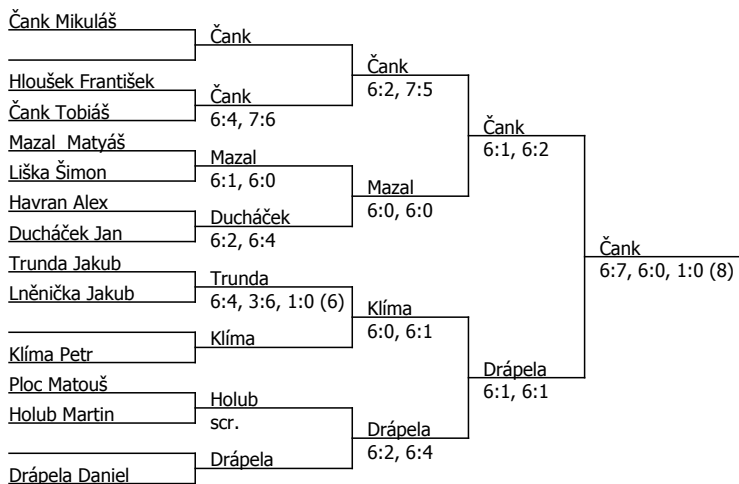 Čank Mikuláš
Hloušek František
Čank Tobiáš
Mazal  Matyáš
Liška Šimon
Havran Alex
Ducháček Jan
Trunda Jakub
Lněnička Jakub
Klíma Petr
Ploc Matouš
Holub Martin
Drápela Daniel
Čank
Čank
6:4, 7:6
Mazal
6:1, 6:0
Ducháček
6:2, 6:4
Trunda
6:4, 3:6, 1:0 (6)
Klíma
Holub
scr.
Drápela
Čank
6:2, 7:5
Mazal
6:0, 6:0
Klíma
6:0, 6:1
Drápela
6:2, 6:4
Čank
6:1, 6:2
Drápela
6:1, 6:1
Čank
6:7, 6:0, 1:0 (8)